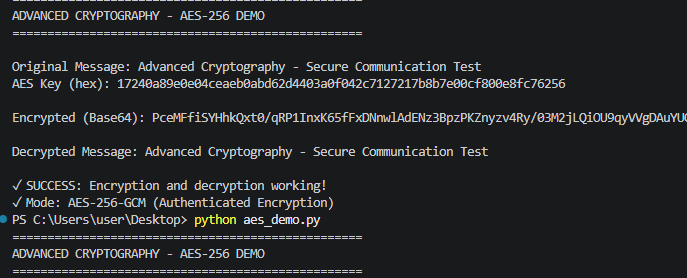 ==================================================
ADVANCED CRYPTOGRAPHY - AES-256 DEMO
==================================================
Original Message: Advanced Cryptography - Secure Communication Test
AES Key (hex): 17240a89e0e04ceaeb0abd62d4403a0f042c7127217b8b7e00cf800e8fc76256
Encrypted (Base64): PceMFfiSYHhkQxt0/qRP1InxK65fFxDNnwlAdENz3BpzPKZnyzv4Ry/03M2jLQiOU9qyVVgDAuYUG
Decrypted Message: Advanced Cryptography - Secure Communication Test
✓ SUCCESS: Encryption and decryption working!
✓ Mode: AES-256-GCM (Authenticated Encryption)
PS C:\Users\user\Desktop> python aes_demo.py
==================================================
ADVANCED CRYPTOGRAPHY - AES-256 DEMO
==================================================